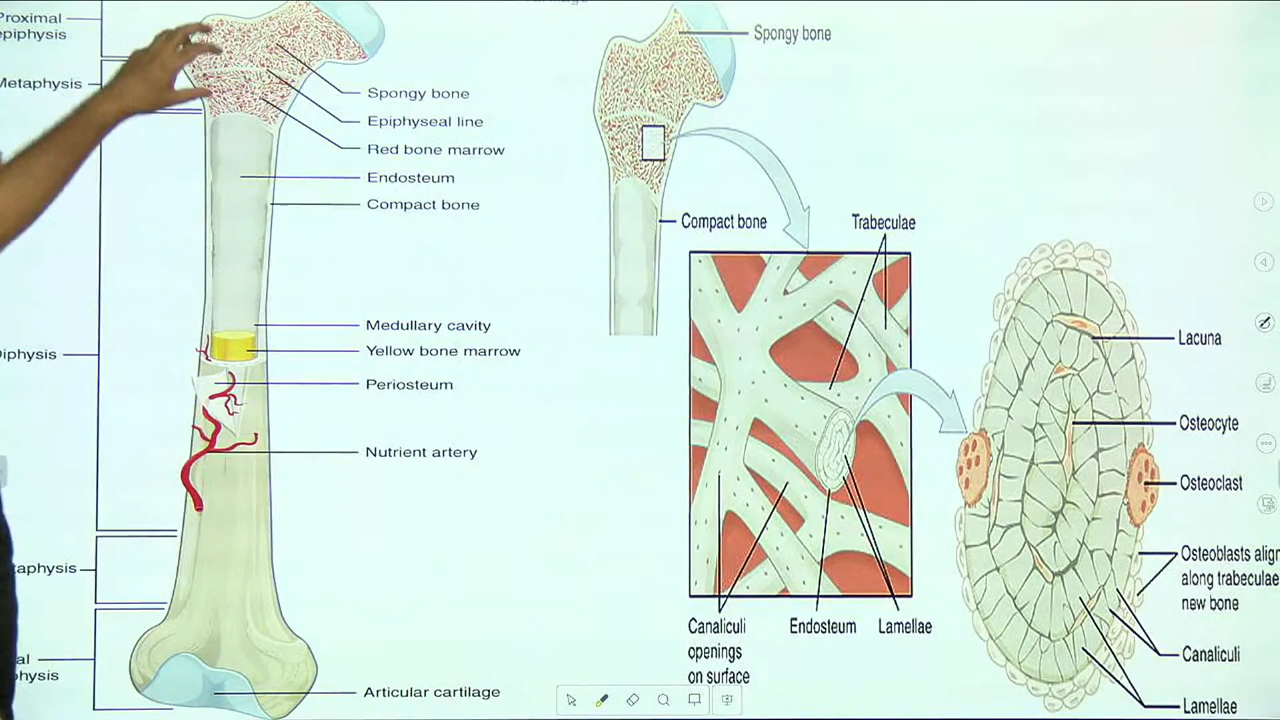 Proximal
epiphysis
Metaphysis
Spongy bone
Epiphyseal line
Red bone marrow
Endosteum
Compact bone
Medullary cavity
Yellow bone marrow
Periosteum
Nutrient artery
Articular cartilage
Spongy bone
Compact bone
Trabeculae
Canaliculi
openings
on surface
Endosteum
Lamellae
Lacuna
Osteocyte
Osteoclast
Osteoblasts align
along trabeculae
new bone
Canaliculi
Lamellae